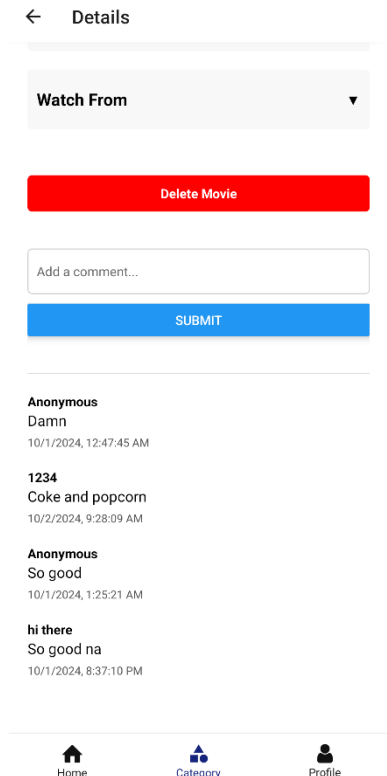 Details
Watch From
Delete Movie
Add a comment...
SUBMIT
Anonymous
Damn
10/1/2024, 12:47:45 AM
1234
Coke and popcorn
10/2/2024, 9:28:09 AM
Anonymous
So good
10/1/2024, 1:25:21 AM
hi there
So good na
10/1/2024, 8:37:10 PM
Home Category Profile